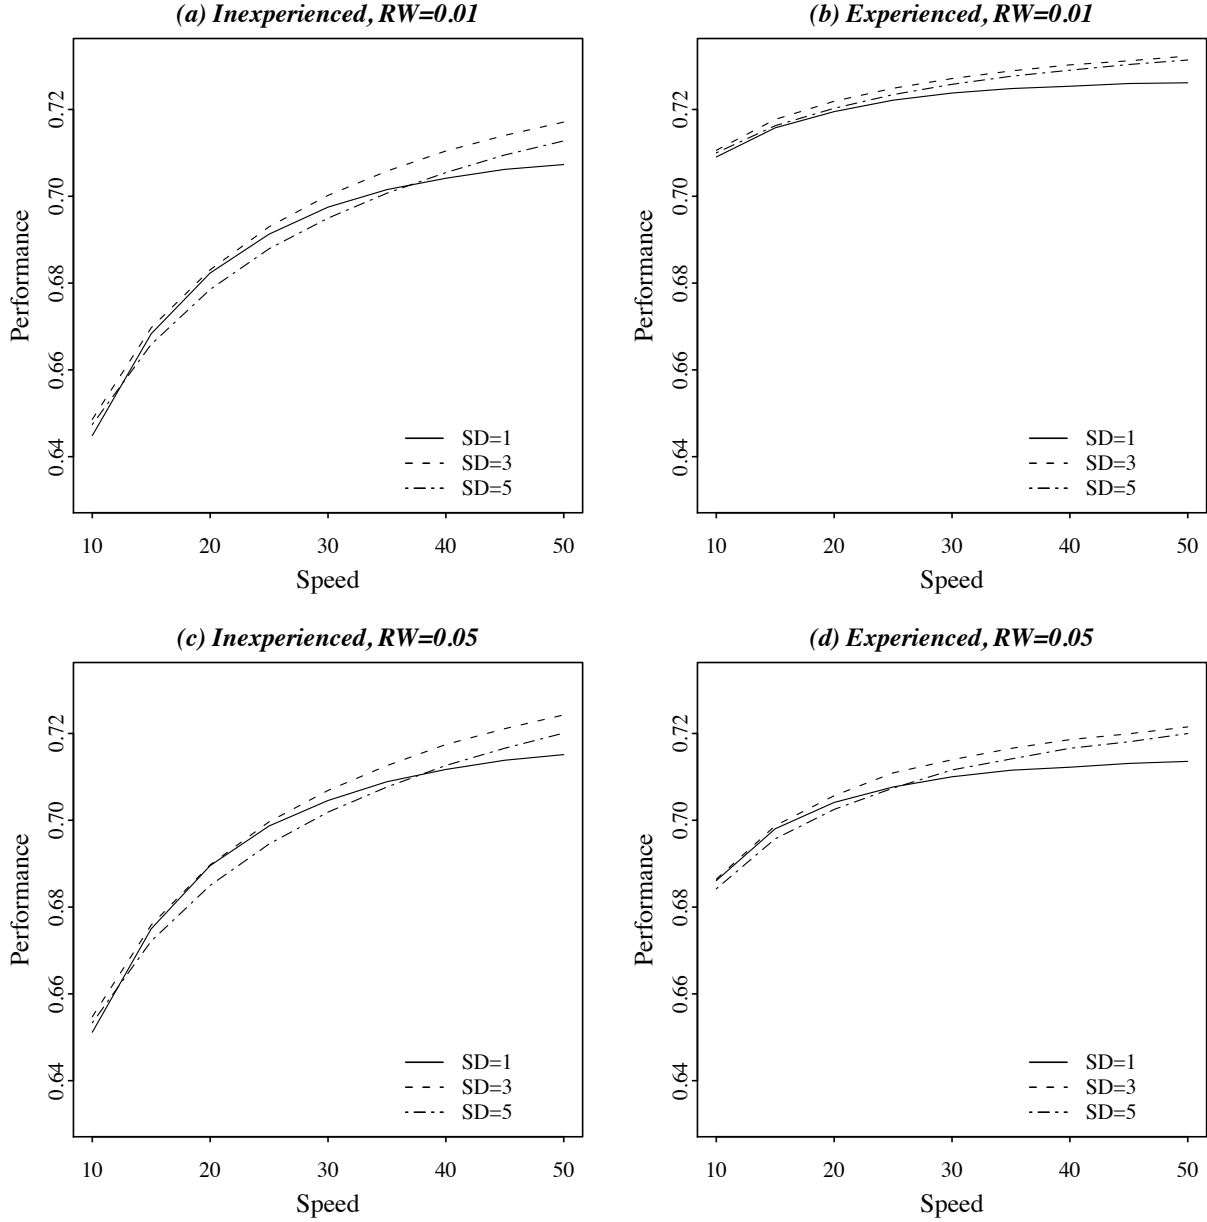 (a) Inexperienced, RW=0.01
Performance
0.72
0.70
0.68
0.66
0.64
SD=1
SD=3
SD=5
10 20 30 40 50
Speed
(b) Experienced, RW=0.01
Performance
0.72
0.70
0.68
0.66
0.64
SD=1
SD=3
SD=5
10 20 30 40 50
Speed
(c) Inexperienced, RW=0.05
Performance
0.72
0.70
0.68
0.66
0.64
SD=1
SD=3
SD=5
10 20 30 40 50
Speed
(d) Experienced, RW=0.05
Performance
0.72
0.70
0.68
0.66
0.64
SD=1
SD=3
SD=5
10 20 30 40 50
Speed